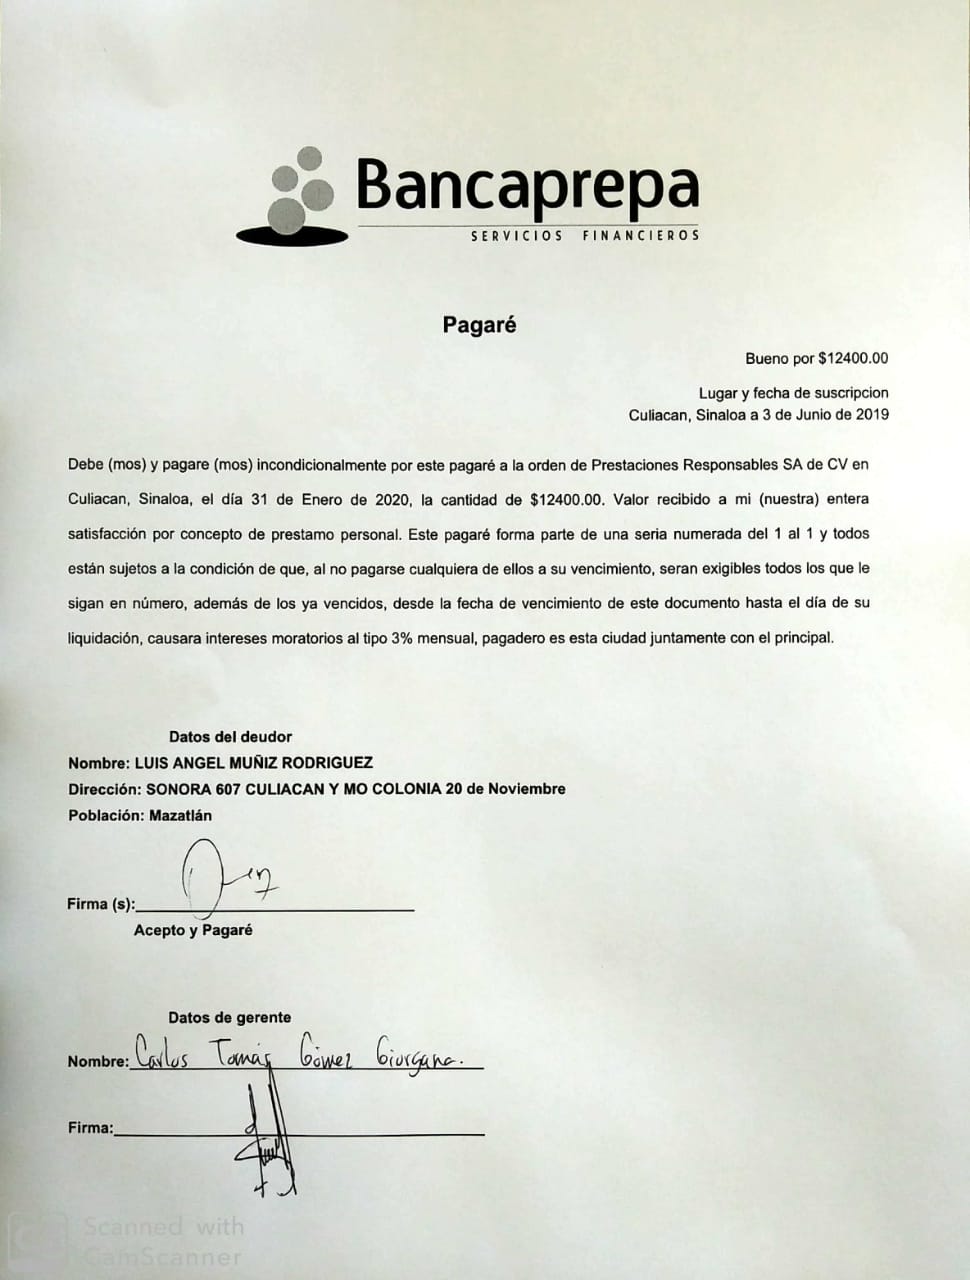 Bancaprepa
SERVICIOS FINANCIEROS
Pagaré
Bueno por $12400.00
Lugar y fecha de suscripcion
Culiacan, Sinaloa a 3 de Junio de 2019
Debe (mos) y pagare (mos) incondicionalmente por este pagaré a la orden de Prestaciones Responsables SA de CV en
Culiacan, Sinaloa, el día 31 de Enero de 2020, la cantidad de $12400.00. Valor recibido a mi (nuestra) entera
satisfacción por concepto de prestamo personal. Este pagaré forma parte de una seria numerada del 1 al 1 y todos
están sujetos a la condición de que, al no pagarse cualquiera de ellos a su vencimiento, seran exigibles todos los que le
sigan en número, además de los ya vencidos, desde la fecha de vencimiento de este documento hasta el día de su
liquidación, causara intereses moratorios al tipo 3% mensual, pagadero es esta ciudad juntamente con el principal.
Datos del deudor
Nombre: LUIS ANGEL MUÑIZ RODRIGUEZ
Dirección: SONORA 607 CULIACAN Y MO COLONIA 20 de Noviembre
Población: Mazatlán
Firma (s):
Acepto y Pagaré
Datos de gerente
Nombre: Carlos Tomás Gómez Giorgana.
Firma:
Scanned with
CamScanner